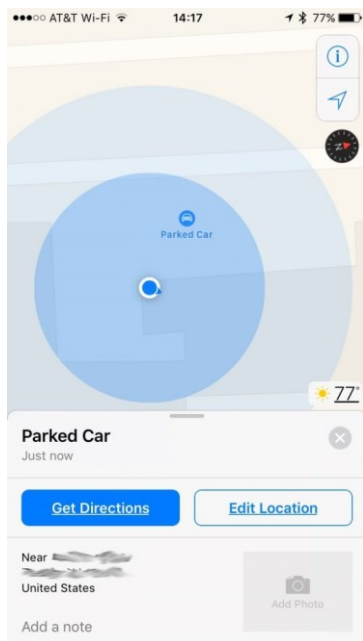 AT&T Wi-Fi 14:17 77%
Parked Car
77°
Parked Car
Just now
Get Directions
Edit Location
Near
United States
Add Photo
Add a note